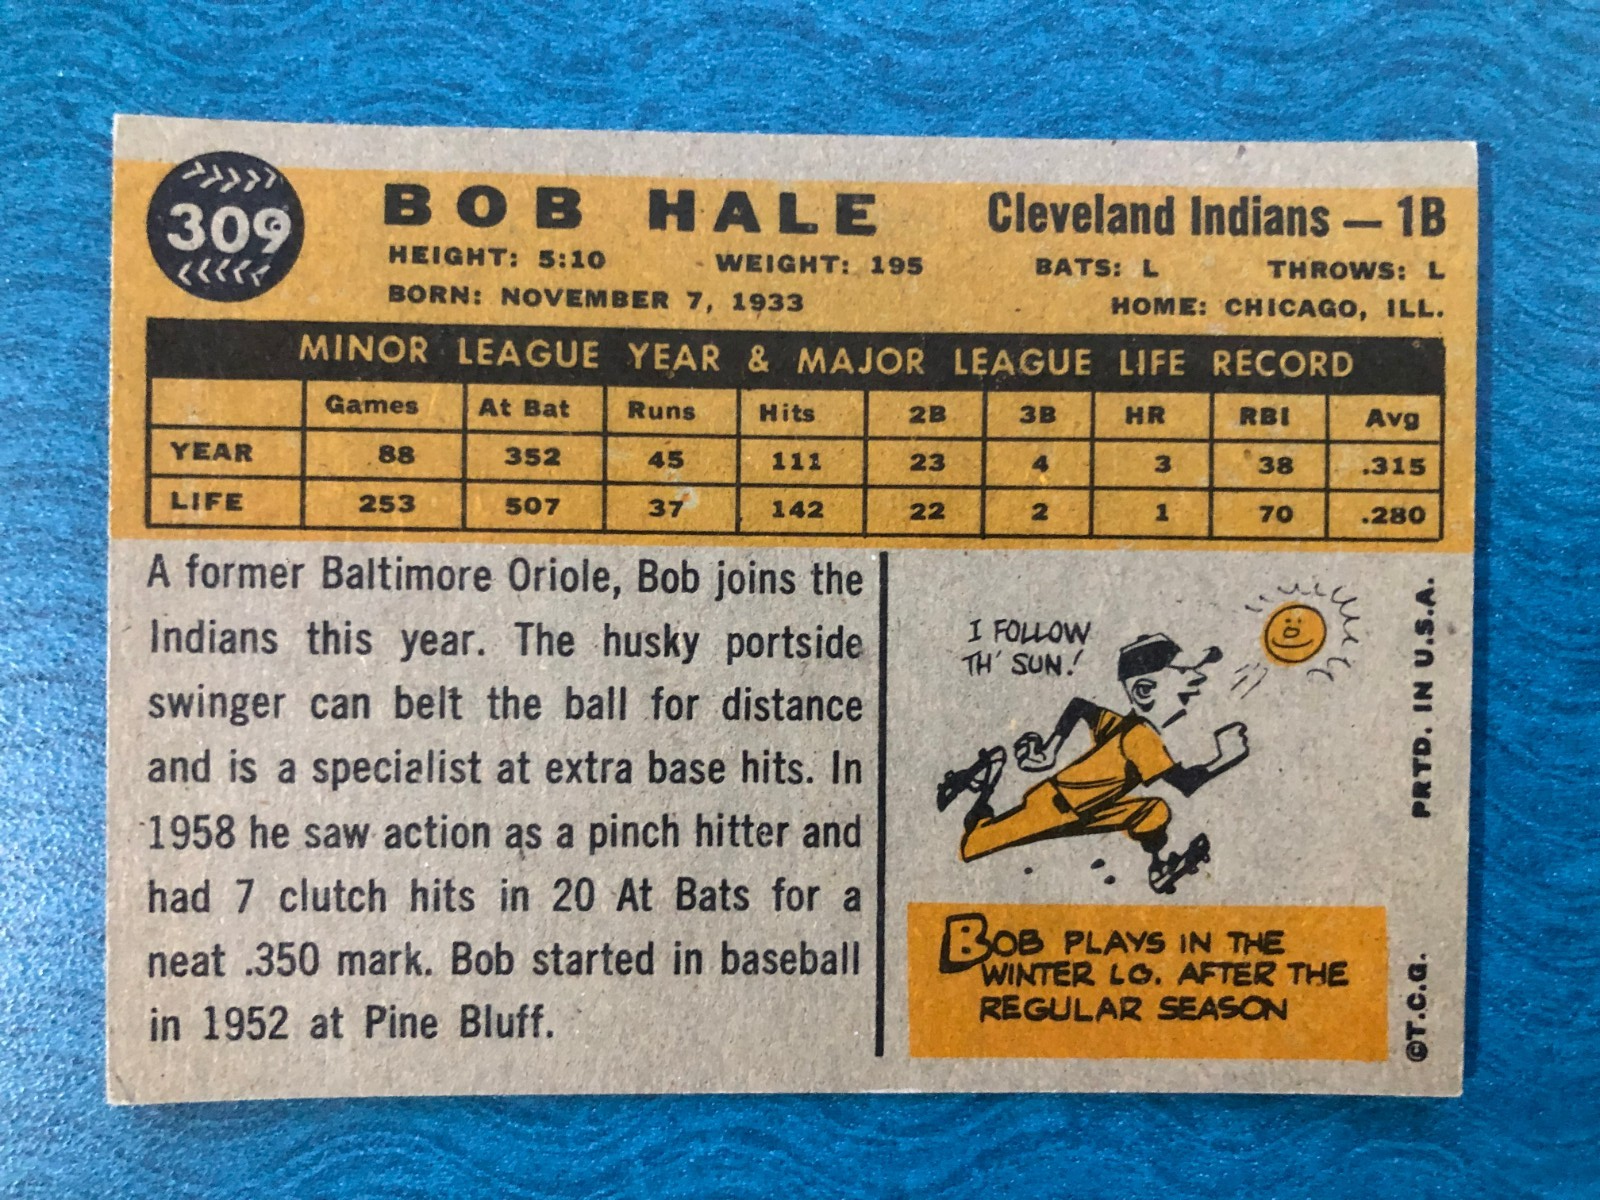 309
BOB HALE
Cleveland Indians — 1B
HEIGHT: 5:10 WEIGHT: 195 BATS: L THROWS: L
BORN: NOVEMBER 7, 1933 HOME: CHICAGO, ILL.
MINOR LEAGUE YEAR & MAJOR LEAGUE LIFE RECORD
Games At Bat Runs Hits 2B 3B HR RBI Avg
YEAR 88 352 45 111 23 4 3 38 .315
LIFE 253 507 37 142 22 2 1 70 .280
A former Baltimore Oriole, Bob joins the
Indians this year. The husky portside
swinger can belt the ball for distance
and is a specialist at extra base hits. In
1958 he saw action as a pinch hitter and
had 7 clutch hits in 20 At Bats for a
neat .350 mark. Bob started in baseball
in 1952 at Pine Bluff.
I FOLLOW
TH' SUN!
BOB PLAYS IN THE
WINTER LG. AFTER THE
REGULAR SEASON
©T.C.G. PRTD. IN U.S.A.